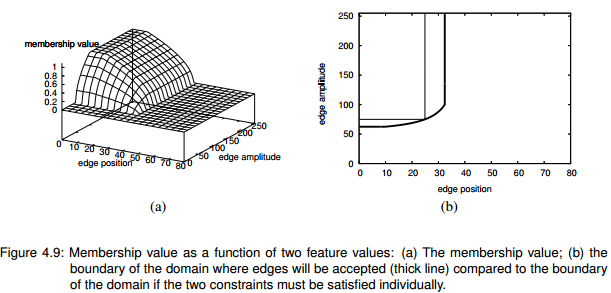 membership value
1
0.8
0.6
0.4
0.2
0
0 10 20 30 40 50 60 70 80
edge position
0 50 100 150 200 250
edge amplitude
(a)
250
200
150
100
50
0
edge amplitude
0 10 20 30 40 50 60 70 80
edge position
(b)
Figure 4.9: Membership value as a function of two feature values: (a) The membership value; (b) the
boundary of the domain where edges will be accepted (thick line) compared to the boundary
of the domain if the two constraints must be satisfied individually.